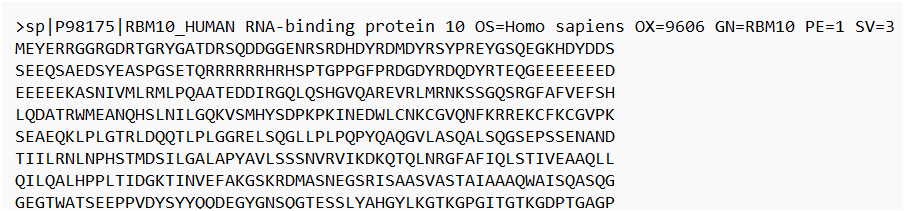 >sp|P98175|RBM10_HUMAN RNA-binding protein 10 OS=Homo sapiens OX=9606 GN=RBM10 PE=1 SV=3
MEYERRGGRGDRTGRYGATDRSQDDGGENRSRDHDYRDMDYRSYPREYGSQEGKHDYDDS
SEEQSAEDSYEASPGSETQRRRRRRHRHSPTGPPGFPRDGDYRDQDYRTEQGEEEEEEED
EEEEEKASNIVMLRMLPQAATEDDIRGQLQSHGVQAREVRLMRNKSSGQSRGFAFVEFSH
LQDATRWMEANQHSLNILGQKVSMHYSDPKPKINEDWLCNKCGVQNFKRREKCFKCGVPK
SEAEQKLPLGTRLDQQTLPLGGRELSQGLLPLPQPYQAQGVLASQALSQGSEPSSENAND
TIILRNLNPHSTMDSILGALAPYAVLSSSNVRVIKDKQTQLNRGFAFIQLSTIVEAAQLL
QILQALHPPLTIDGKTINVEFAKGSKRDMASNEGSRISAASVASTAIAAAQWAISQASQG
GEGTWATSEEPPVDYSYYQQDEGYGNSQGTESSLYAHGYLKGTKGPGITGTKGDPTGAGP